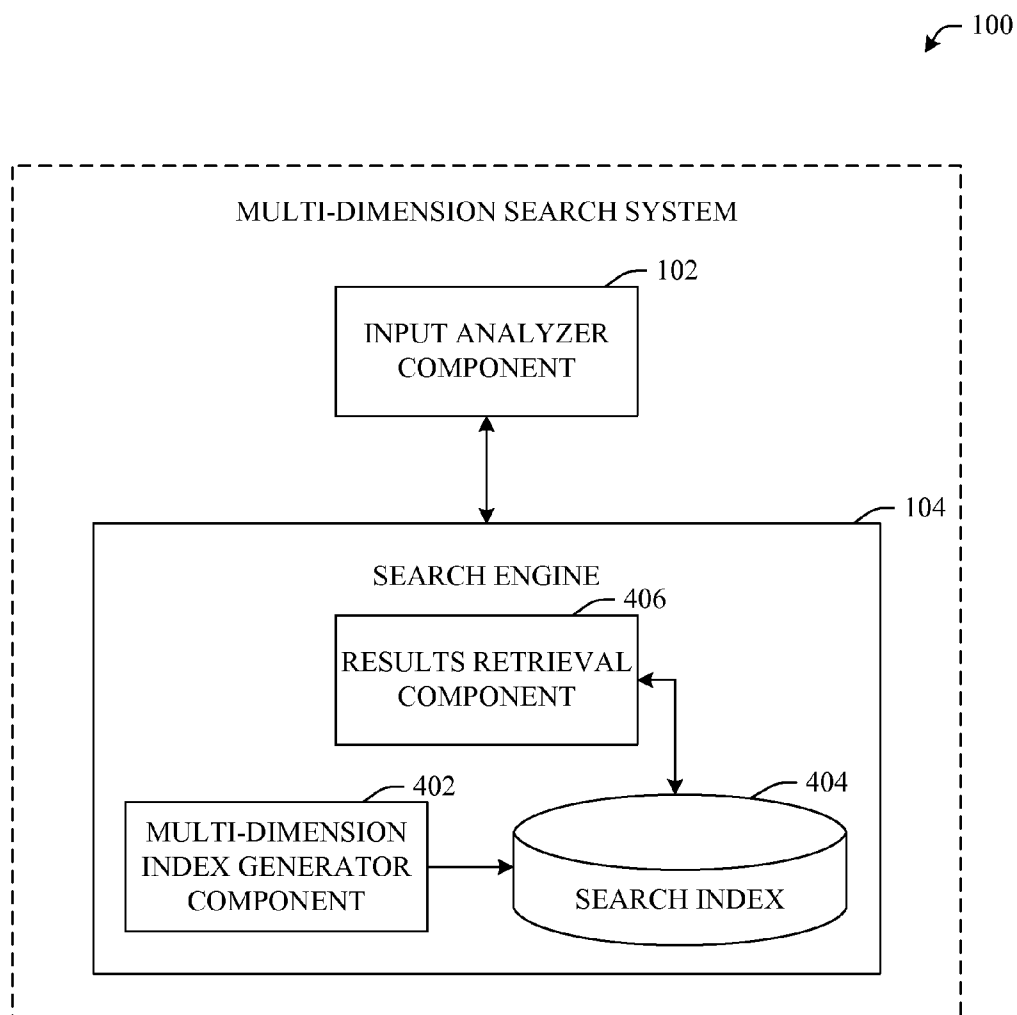 100
MULTI-DIMENSION SEARCH SYSTEM
102
INPUT ANALYZER
COMPONENT
104
SEARCH ENGINE
406
RESULTS RETRIEVAL
COMPONENT
402
404
MULTI-DIMENSION
INDEX GENERATOR
COMPONENT
SEARCH INDEX